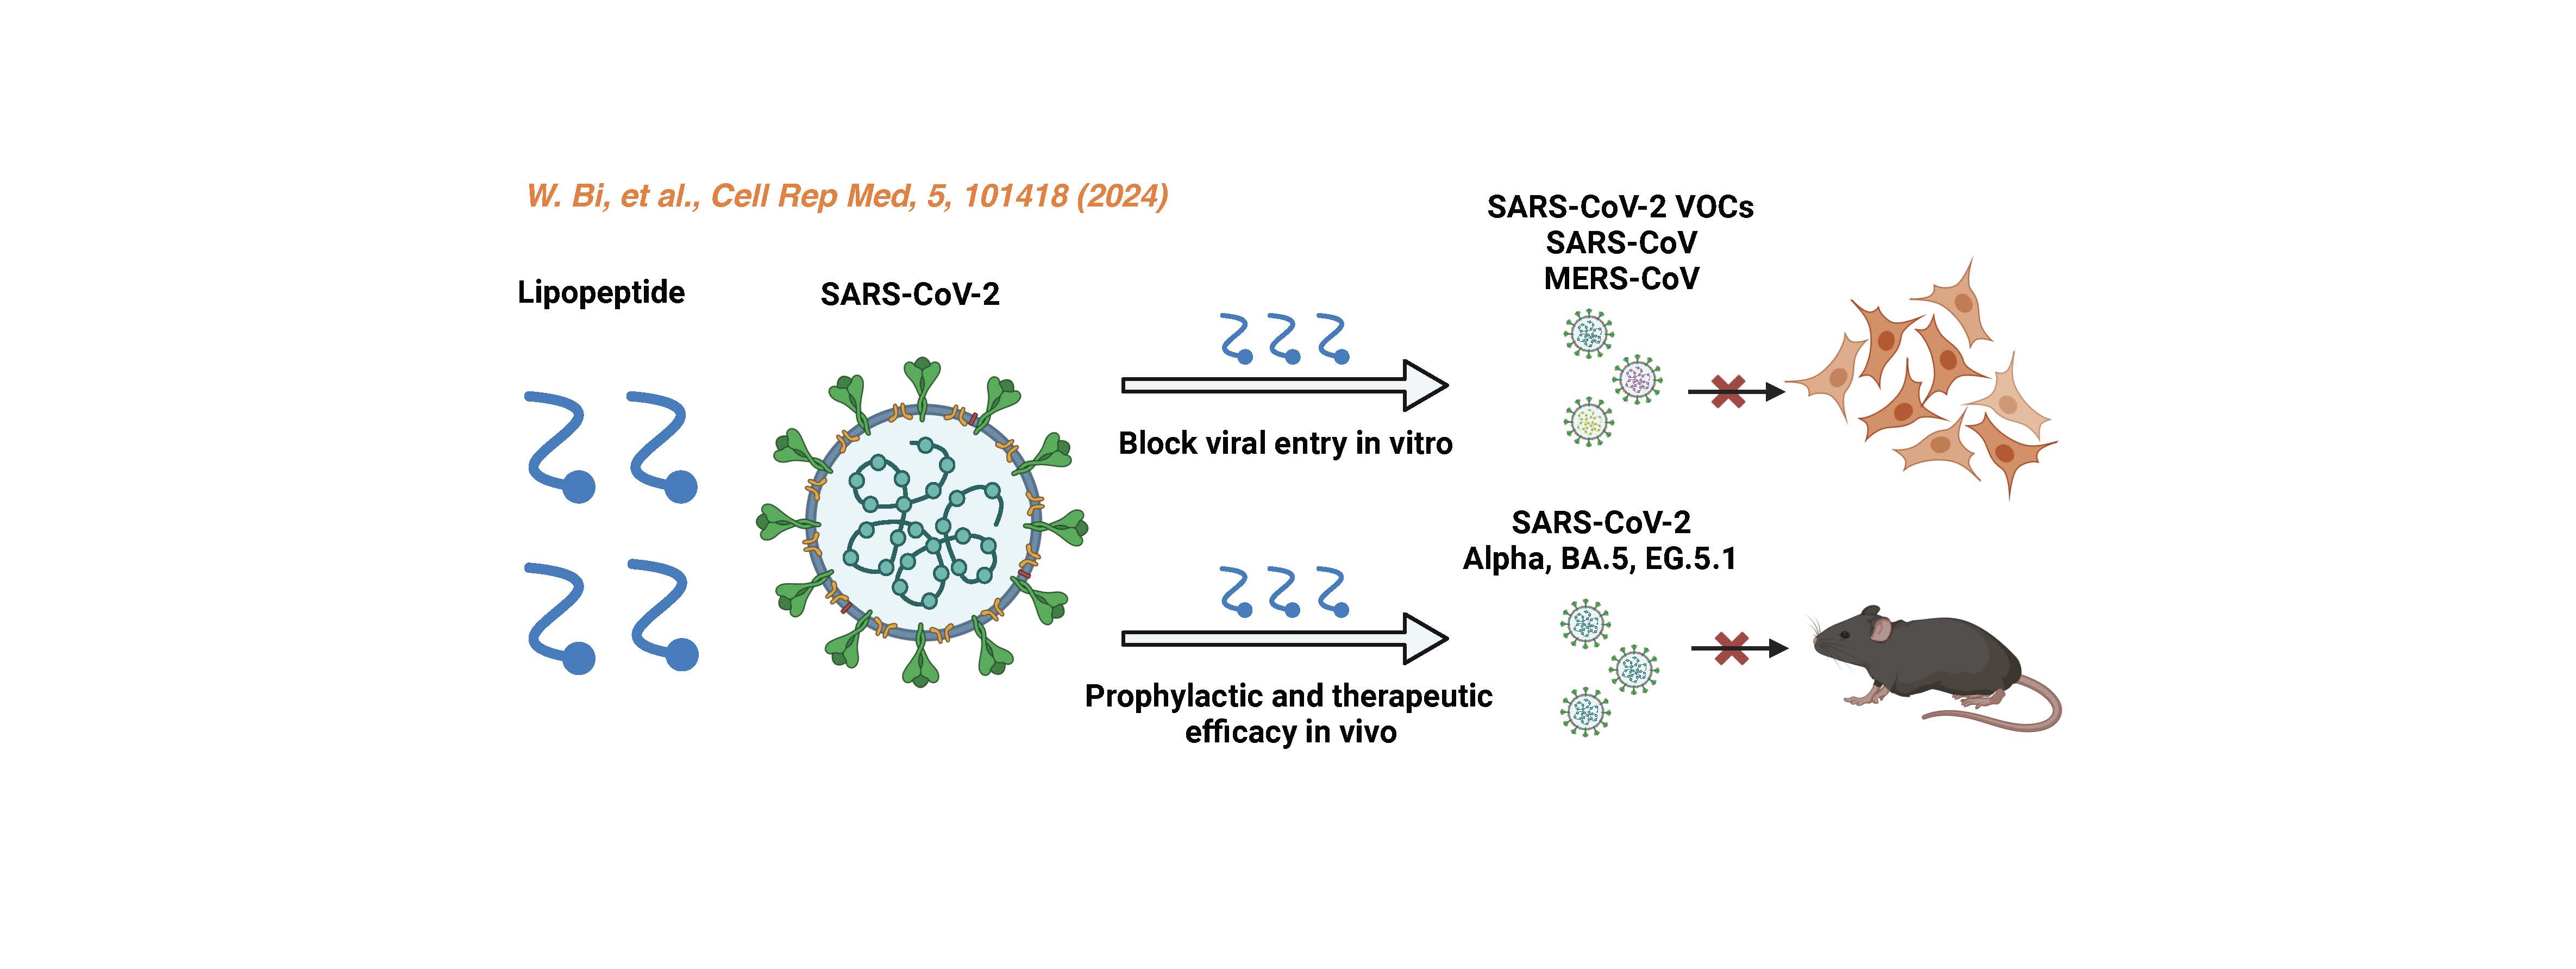 W. Bi, et al., Cell Rep Med, 5, 101418 (2024)
Lipopeptide
SARS-CoV-2
Block viral entry in vitro
SARS-CoV-2 VOCs
SARS-CoV
MERS-CoV
Prophylactic and therapeutic
efficacy in vivo
SARS-CoV-2
Alpha, BA.5, EG.5.1